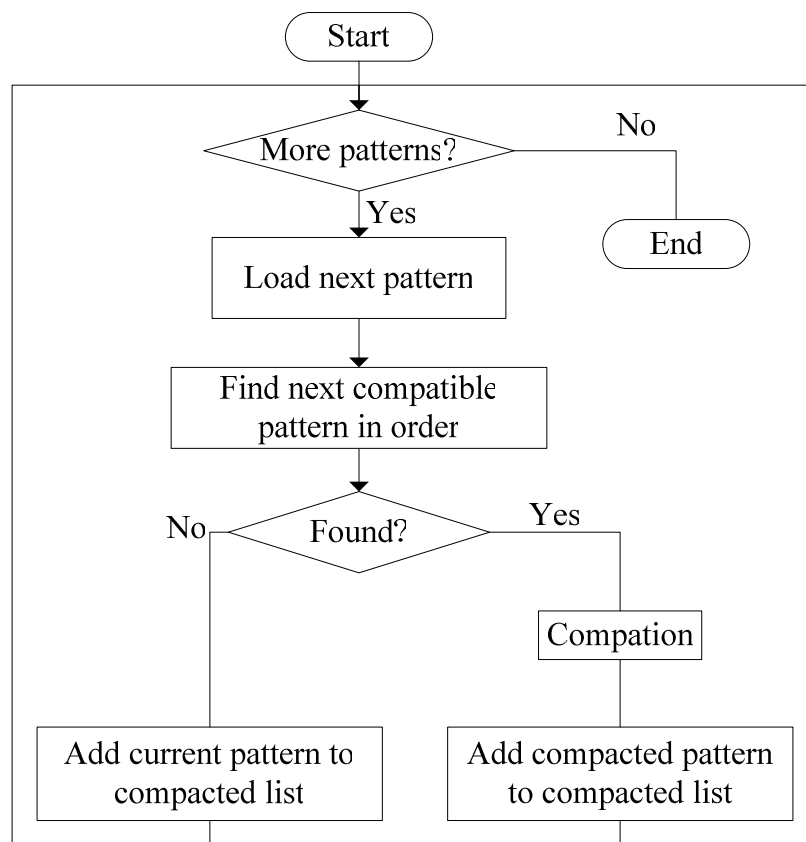 Start
More patterns?
No
Yes
End
Load next pattern
Find next compatible
pattern in order
Found?
No
Yes
Compation
Add current pattern to
compacted list
Add compacted pattern
to compacted list